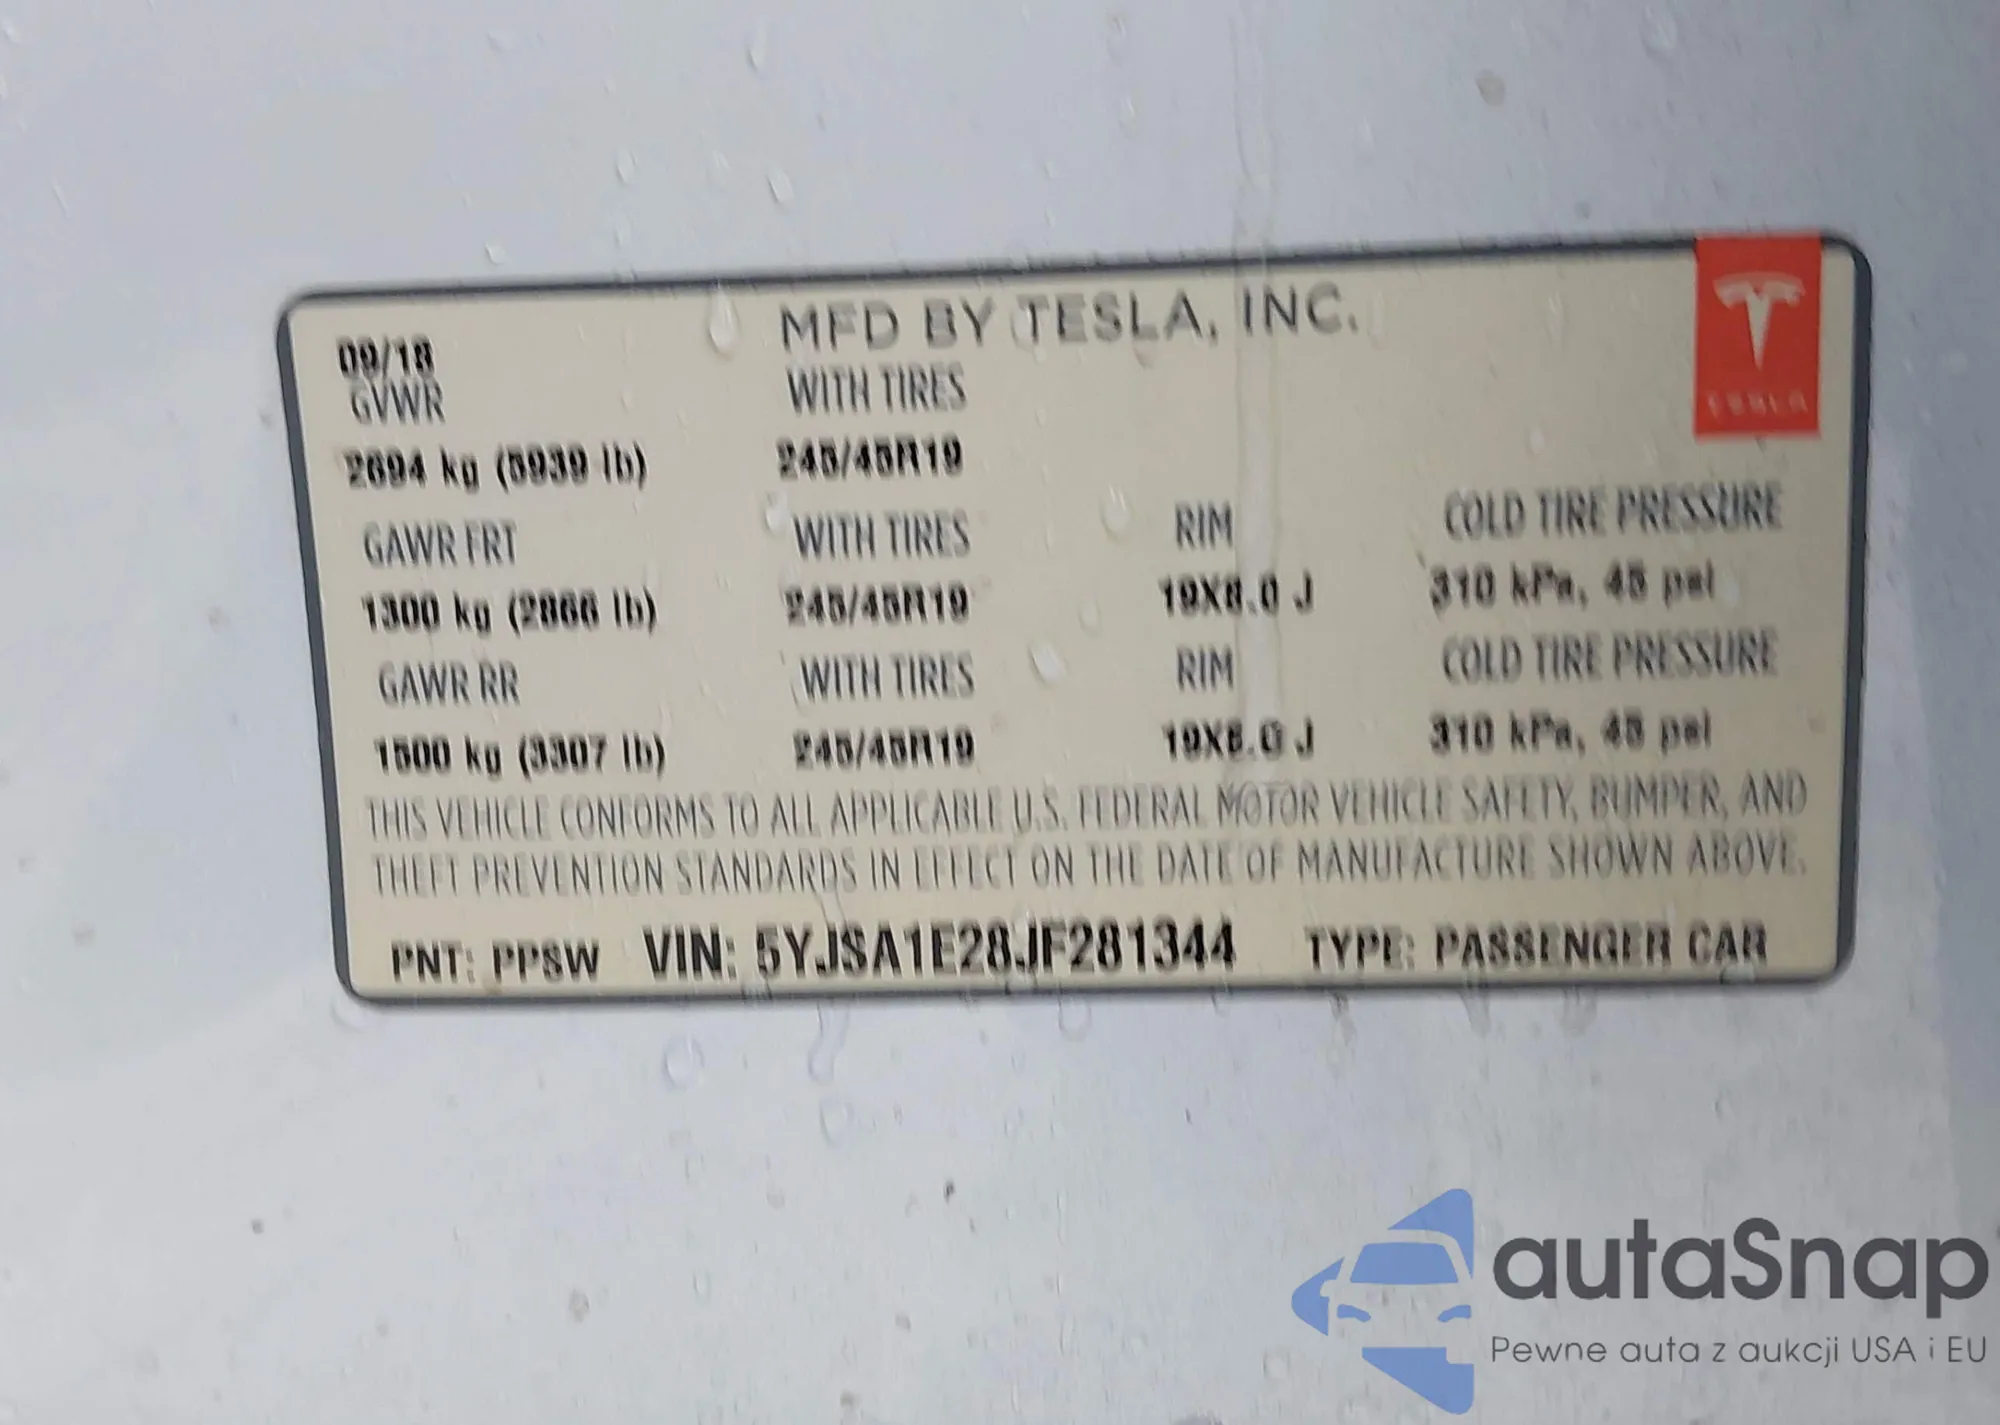 MFD BY TESLA, INC.
09/18
GVWR WITH TIRES
2694 kg (5939 lb) 245/45R19
TESLA
GAWR FRT WITH TIRES RIM COLD TIRE PRESSURE
1300 kg (2866 lb) 245/45R19 19X8.0 J 310 kPa, 45 psi
GAWR RR WITH TIRES RIM COLD TIRE PRESSURE
1500 kg (3307 lb) 245/45R19 19X8.0 J 310 kPa, 45 psi
THIS VEHICLE CONFORMS TO ALL APPLICABLE U.S. FEDERAL MOTOR VEHICLE SAFETY, BUMPER, AND
THEFT PREVENTION STANDARDS IN EFFECT ON THE DATE OF MANUFACTURE SHOWN ABOVE.
PNT: PPSW VIN: 5YJSA1E28JF281344 TYPE: PASSENGER CAR
autaSnap
Pewne auta z aukcji USA i EU